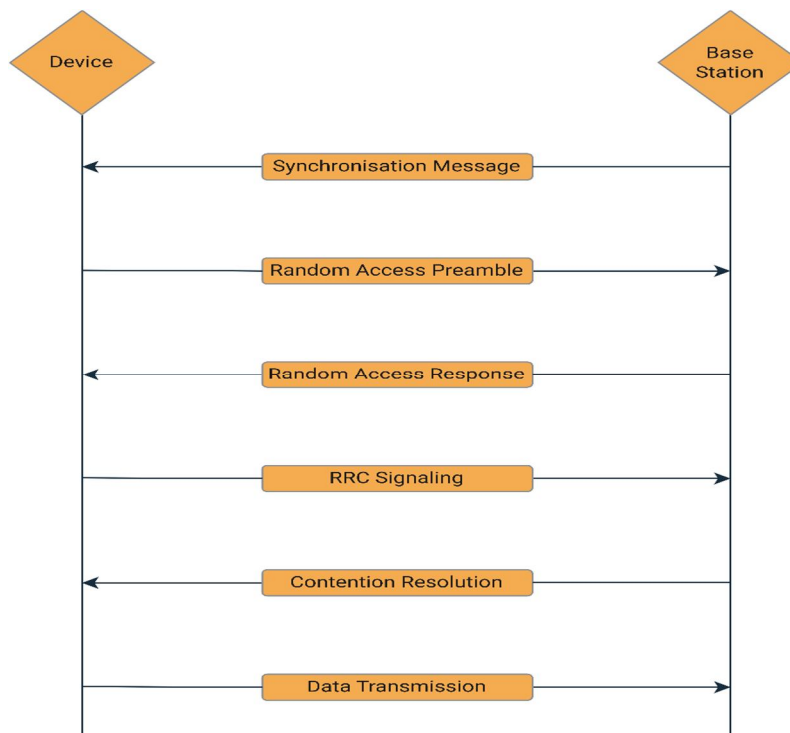 Device
Base
Station
Synchronisation Message
Random Access Preamble
Random Access Response
RRC Signaling
Contention Resolution
Data Transmission